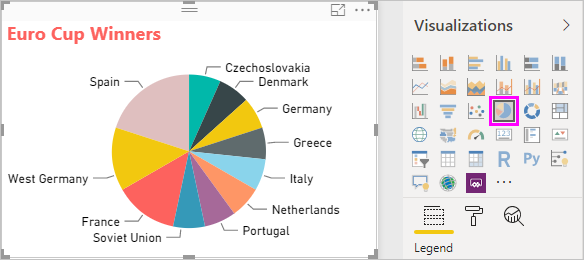 Euro Cup Winners
Visualizations
Czechoslovakia
Denmark
Germany
Greece
Italy
Netherlands
Portugal
Soviet Union
France
West Germany
Spain
123
R
Py
Legend